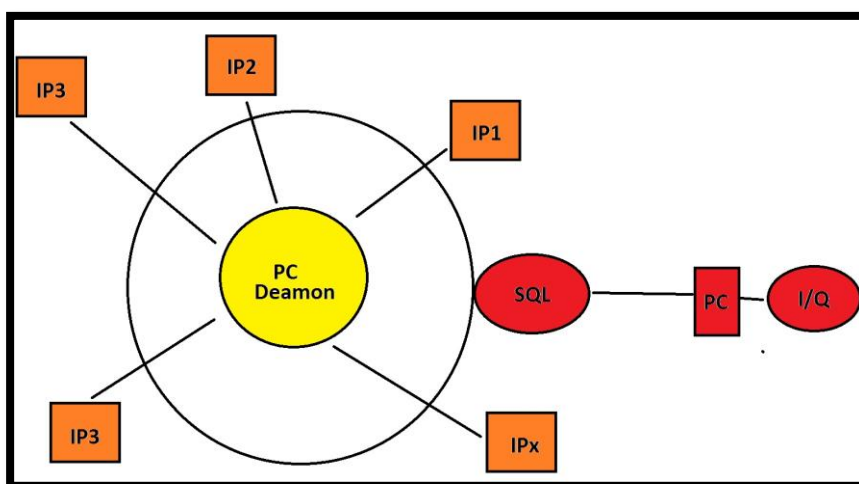 IP2
IP3
IP1
PC
Deamon
SQL
PC
I/Q
IP3
IPx